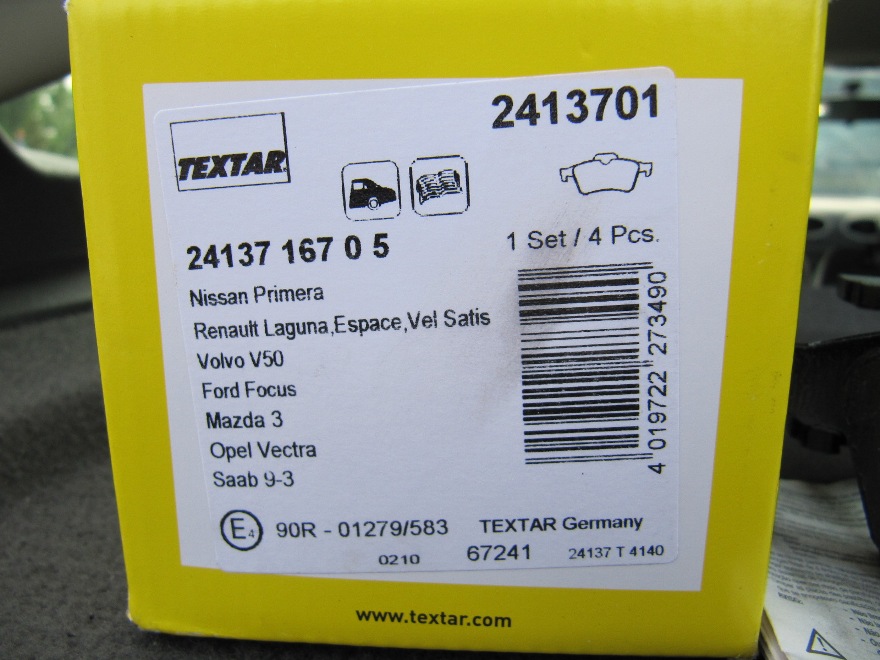 2413701
TEXTAR
24137 167 0 5
1 Set / 4 Pcs.
Nissan Primera
Renault Laguna,Espace,Vel Satis
Volvo V50
Ford Focus
Mazda 3
Opel Vectra
Saab 9-3
4 019722 273490
E4 90R - 01279/583 TEXTAR Germany
0210 67241 24137 T 4140
www.textar.com